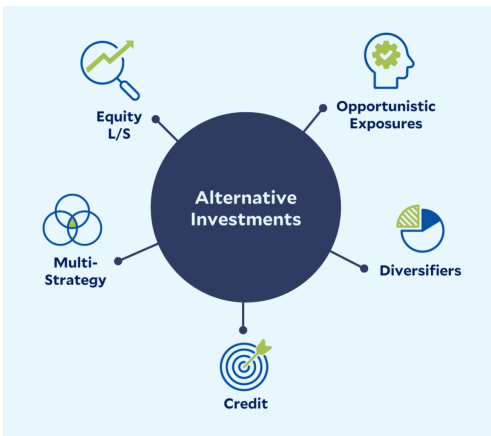 Equity
L/S
Opportunistic
Exposures
Alternative
Investments
Multi-
Strategy
Diversifiers
Credit